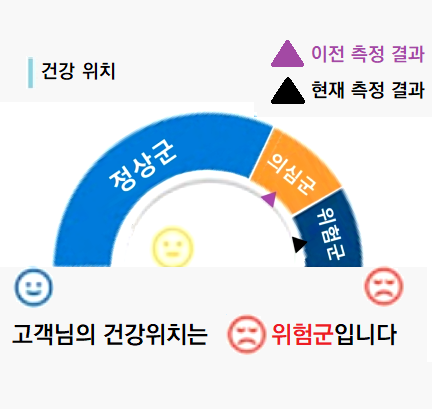 건강 위치
이전 측정 결과
현재 측정 결과
정상군
의심군
위험군
고객님의 건강위치는 위험군입니다